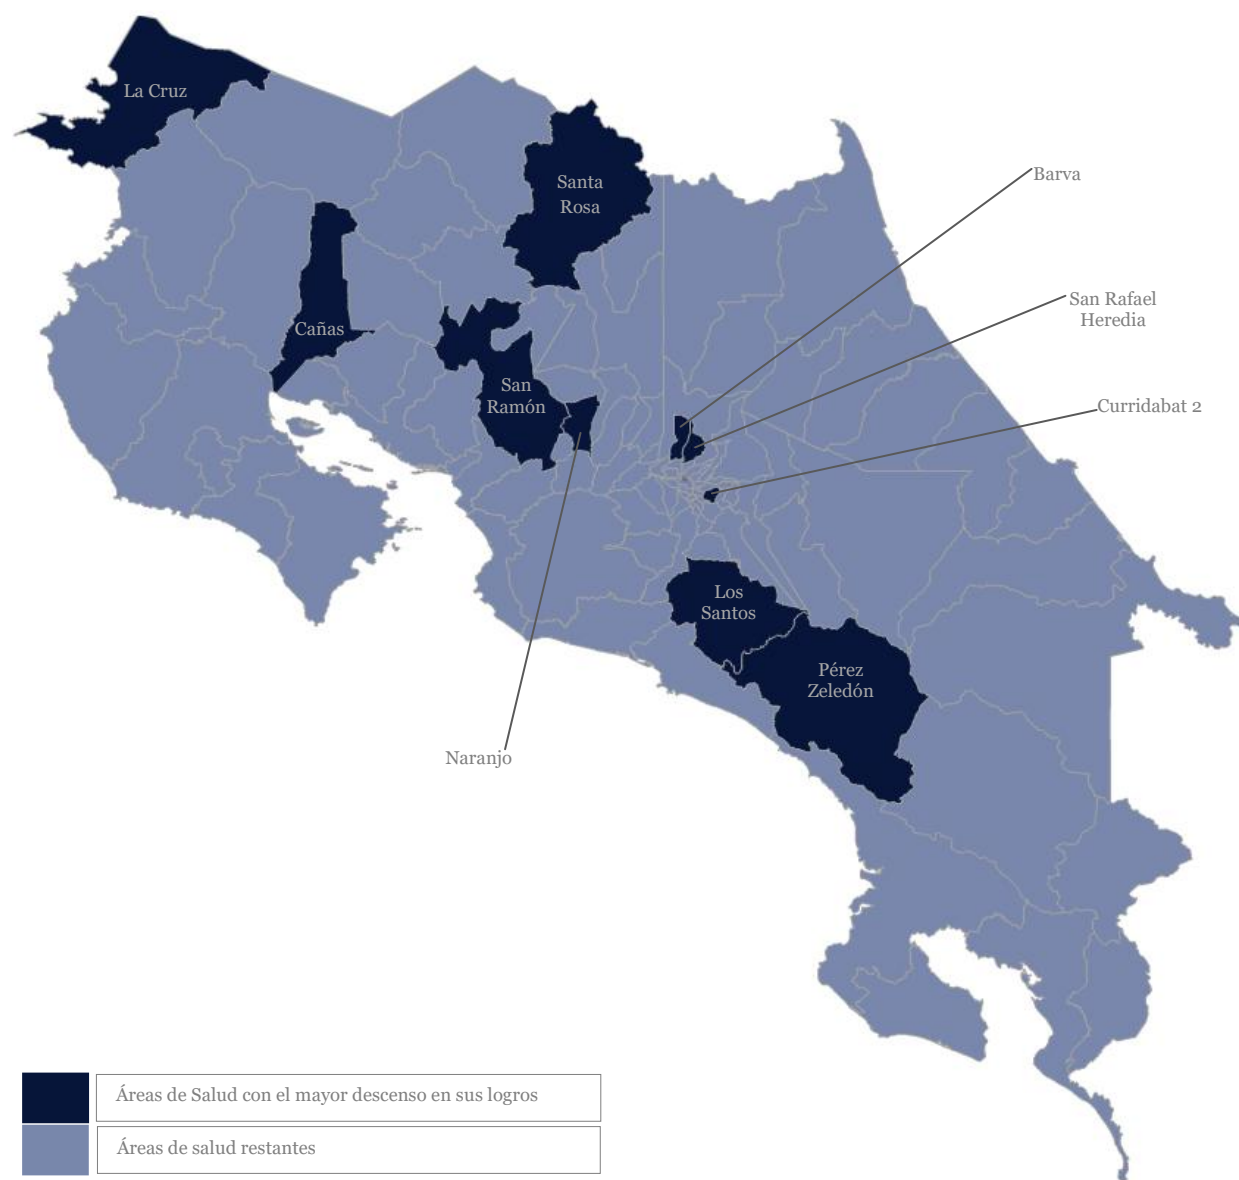 La Cruz
Santa
Rosa
Barva
San Rafael
Heredia
Cañas
San
Ramón
Curridabat 2
Los
Santos
Pérez
Zeledón
Naranjo
Áreas de Salud con el mayor descenso en sus logros
Áreas de salud restantes